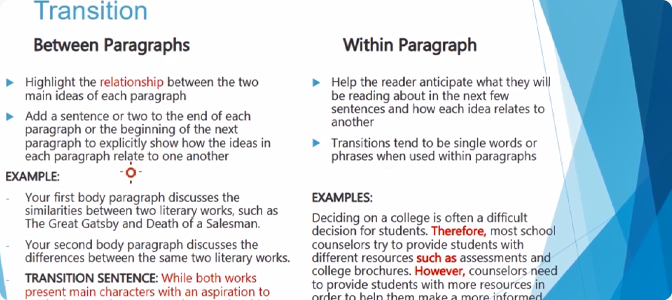 Transition
Between Paragraphs
Highlight the relationship between the two
main ideas of each paragraph
Add a sentence or two to the end of each
paragraph or the beginning of the next
paragraph to explicitly show how the ideas in
each paragraph relate to one another
EXAMPLE:
- Your first body paragraph discusses the
similarities between two literary works, such as
The Great Gatsby and Death of a Salesman.
- Your second body paragraph discusses the
differences between the same two literary works.
- TRANSITION SENTENCE: While both works
present main characters with an aspiration to
Within Paragraph
Help the reader anticipate what they will
be reading about in the next few
sentences and how each idea relates to
another
Transitions tend to be single words or
phrases when used within paragraphs
EXAMPLES:
Deciding on a college is often a difficult
decision for students. Therefore, most school
counselors try to provide students with
different resources such as assessments and
college brochures. However, counselors need
to provide students with more resources in
order to help them make a more informed